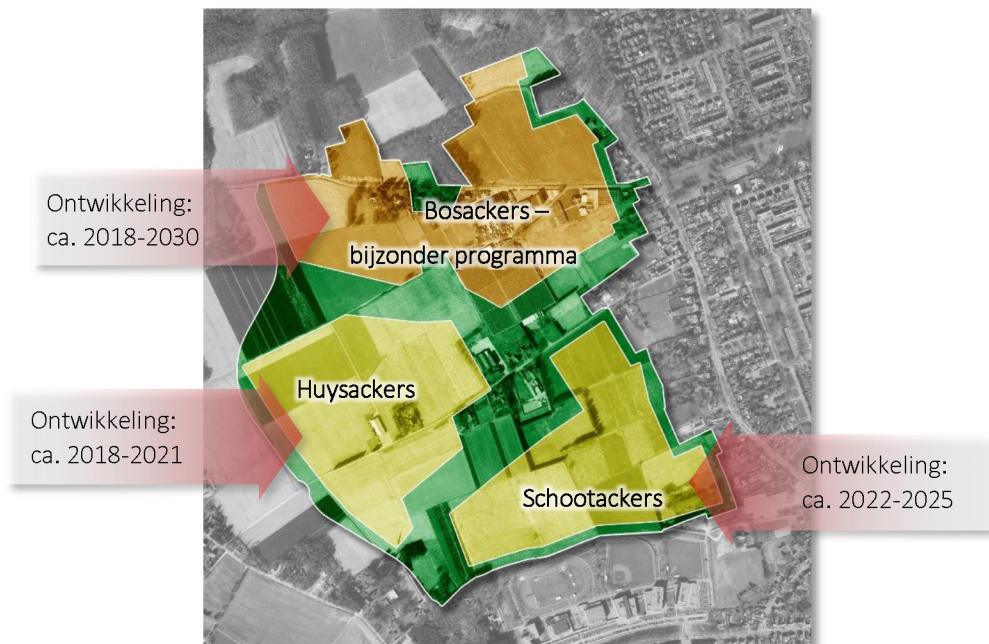 Ontwikkeling:
ca. 2018-2030
Bosackers –
bijzonder programma
Huysackers
Ontwikkeling:
ca. 2018-2021
Schootackers
Ontwikkeling:
ca. 2022-2025